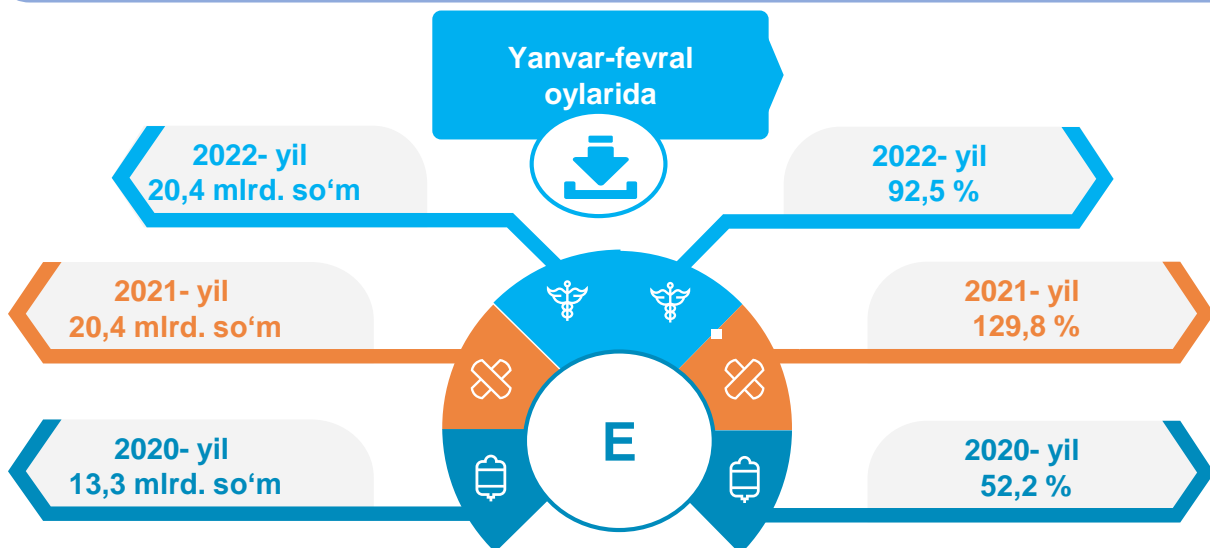 Yanvar-fevral
oylarida
2022- yil
20,4 mlrd. so‘m
2022- yil
92,5 %
2021- yil
20,4 mlrd. so‘m
2021- yil
129,8 %
2020- yil
13,3 mlrd. so‘m
2020- yil
52,2 %
E